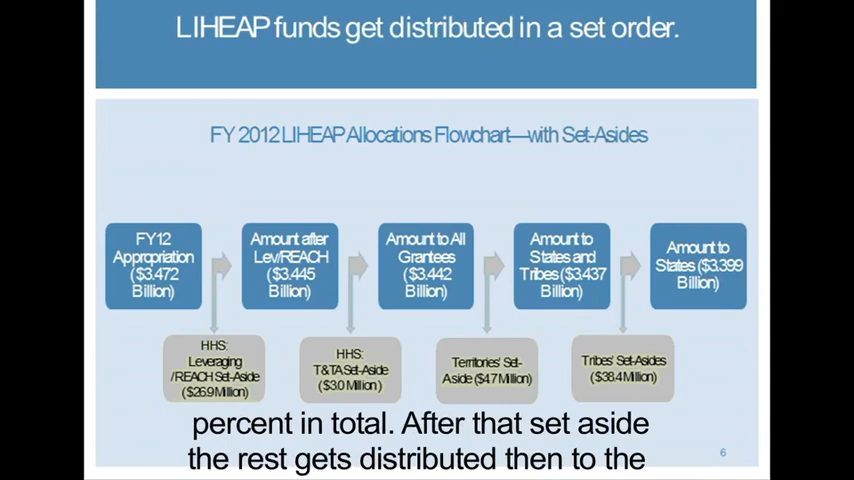 LIHEAP funds get distributed in a set order.
FY 2012 LIHEAP Allocations Flowchart—with Set-Asides
FY12
Appropriation
($3.472
Billion)
Amount after
Lev/REACH
($3.445
Billion)
Amount to All
Grantees
($3.442
Billion)
Amount to
States and
Tribes ($3.437
Billion)
Amount to
States ($3.399
Billion)
HHS:
Leveraging
/REACH Set-Aside
($26.9 Million)
HHS:
T&TA Set-Aside
($3.0 Million)
Territories' Set-
Aside ($4.7 Million)
Tribes' Set-Asides
($38.4 Million)
percent in total. After that set aside
the rest gets distributed then to the
6